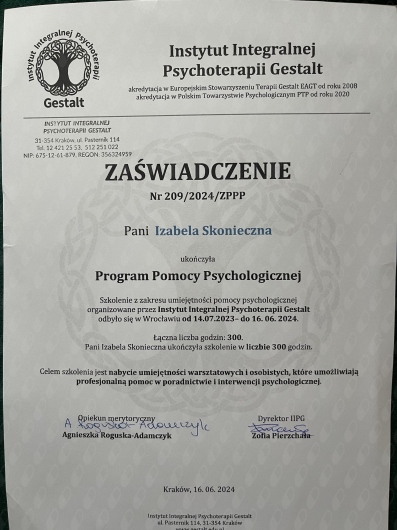 Instytut Integralnej Psychoterapii
Gestalt
Instytut Integralnej
Psychoterapii Gestalt
akredytacja w Europejskim Stowarzyszeniu Terapii Gestalt EAGT od roku 2008
akredytacja w Polskim Towarzystwie Psychologicznym PTP od roku 2020
INSTYTUT INTEGRALNEJ
PSYCHOTERAPII GESTALT
31-354 Kraków, ul. Pasternik 114
Tel. 12 421 25 53, 512 251 022
NIP: 675-12-61-879, REGON: 356324959
ZAŚWIADCZENIE
Nr 209/2024/ZPPP
Pani Izabela Skonieczna
ukończyła
Program Pomocy Psychologicznej
Szkolenie z zakresu umiejętności pomocy psychologicznej
organizowane przez Instytut Integralnej Psychoterapii Gestalt
odbyło się w Wrocławiu od 14.07.2023– do 16. 06. 2024.
Łączna liczba godzin: 300.
Pani Izabela Skonieczna ukończyła szkolenie w liczbie 300 godzin.
Celem szkolenia jest nabycie umiejętności warsztatowych i osobistych, które umożliwiają
profesjonalną pomoc w poradnictwie i interwencji psychologicznej.
Opiekun merytoryczny
A Roguska Adamczyk
Agnieszka Roguska-Adamczyk
Dyrektor IIPG
Zofia Pierzchała
Kraków, 16. 06. 2024
Instytut Integralnej Psychoterapii Gestalt
ul. Pasternik 114, 31-354 Kraków